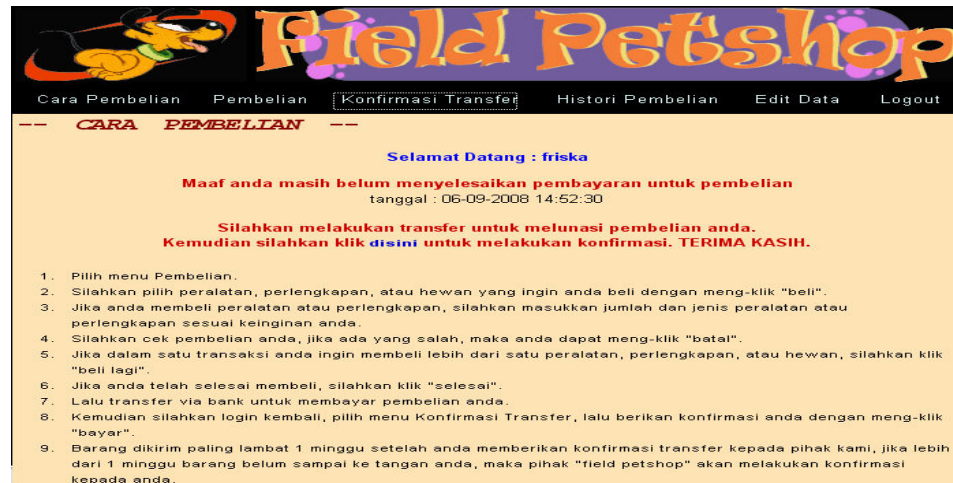 Field Petshop
Cara Pembelian Pembelian Konfirmasi Transfer Histori Pembelian Edit Data Logout
-- CARA PEMBELIAN --
Selamat Datang : friska
Maaf anda masih belum menyelesaikan pembayaran untuk pembelian
tanggal : 06-09-2008 14:52:30
Silahkan melakukan transfer untuk melunasi pembelian anda.
Kemudian silahkan klik disini untuk melakukan konfirmasi. TERIMA KASIH.
1. Pilih menu Pembelian.
2. Silahkan pilih peralatan, perlengkapan, atau hewan yang ingin anda beli dengan meng-klik "beli".
3. Jika anda membeli peralatan atau perlengkapan, silahkan masukkan jumlah dan jenis peralatan atau
perlengkapan sesuai keinginan anda.
4. Silahkan cek pembelian anda, jika ada yang salah, maka anda dapat meng-klik "batal".
5. Jika dalam satu transaksi anda ingin membeli lebih dari satu peralatan, perlengkapan, atau hewan, silahkan klik
"beli lagi".
6. Jika anda telah selesai membeli, silahkan klik "selesai".
7. Lalu transfer via bank untuk membayar pembelian anda.
8. Kemudian silahkan login kembali, pilih menu Konfirmasi Transfer, lalu berikan konfirmasi anda dengan meng-klik
"bayar".
9. Barang dikirim paling lambat 1 minggu setelah anda memberikan konfirmasi transfer kepada pihak kami, jika lebih
dari 1 minggu barang belum sampai ke tangan anda, maka pihak "field petshop" akan melakukan konfirmasi
kepada anda.